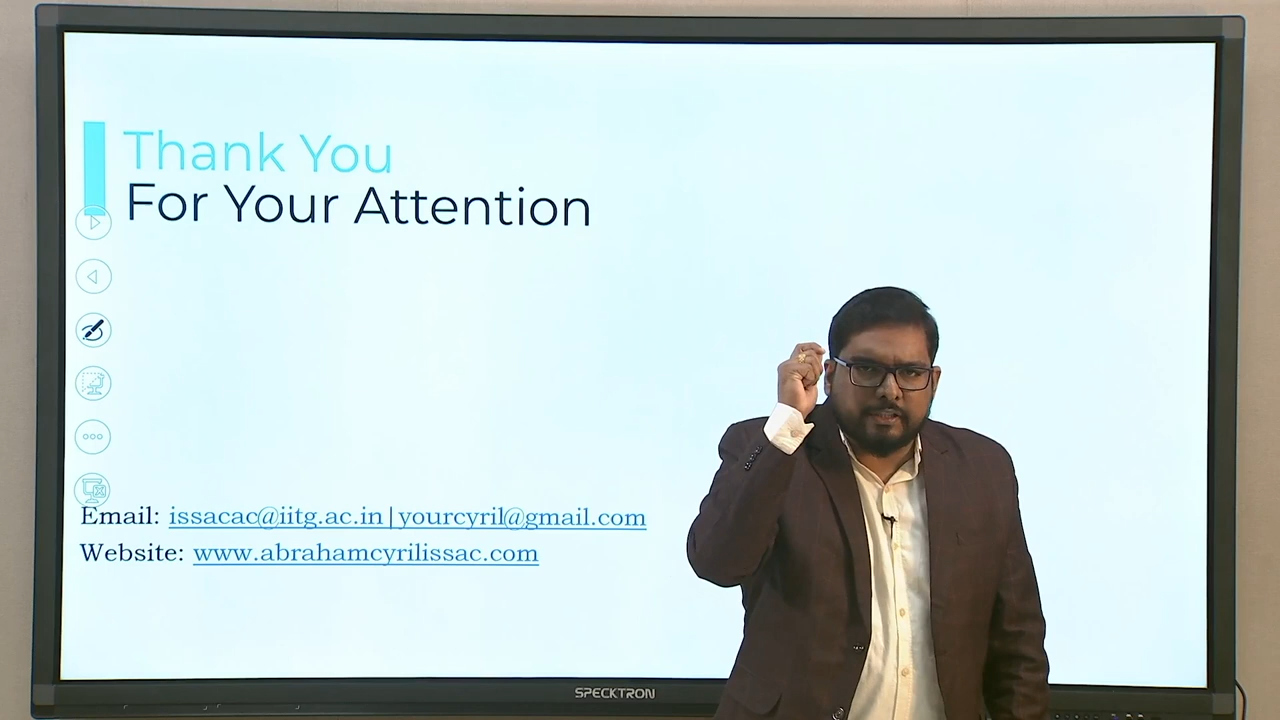 Thank You
For Your Attention
Email: issacac@iitg.ac.in|yourcyril@gmail.com
Website: www.abrahamcyrilissac.com
SPECKTRON